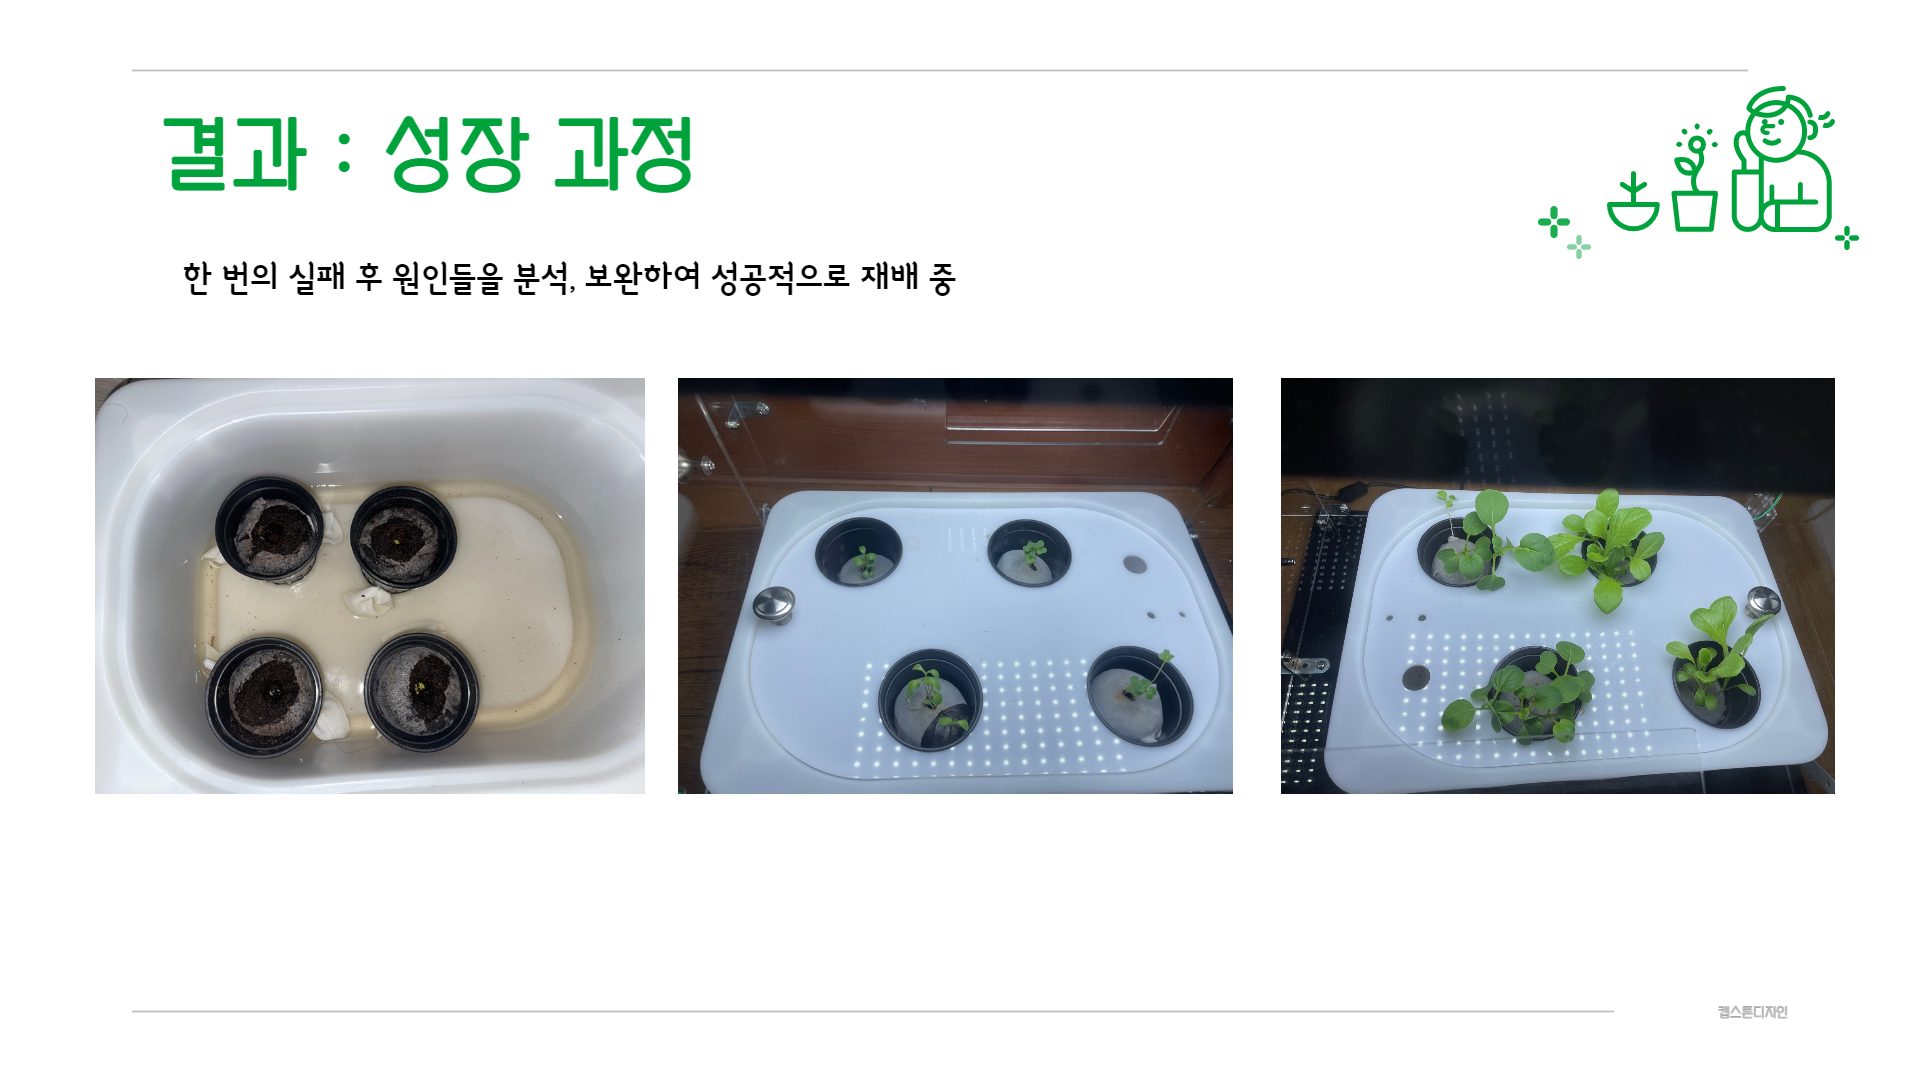 결과 : 성장 과정
한 번의 실패 후 원인들을 분석, 보완하여 성공적으로 재배 중
캡스톤디자인